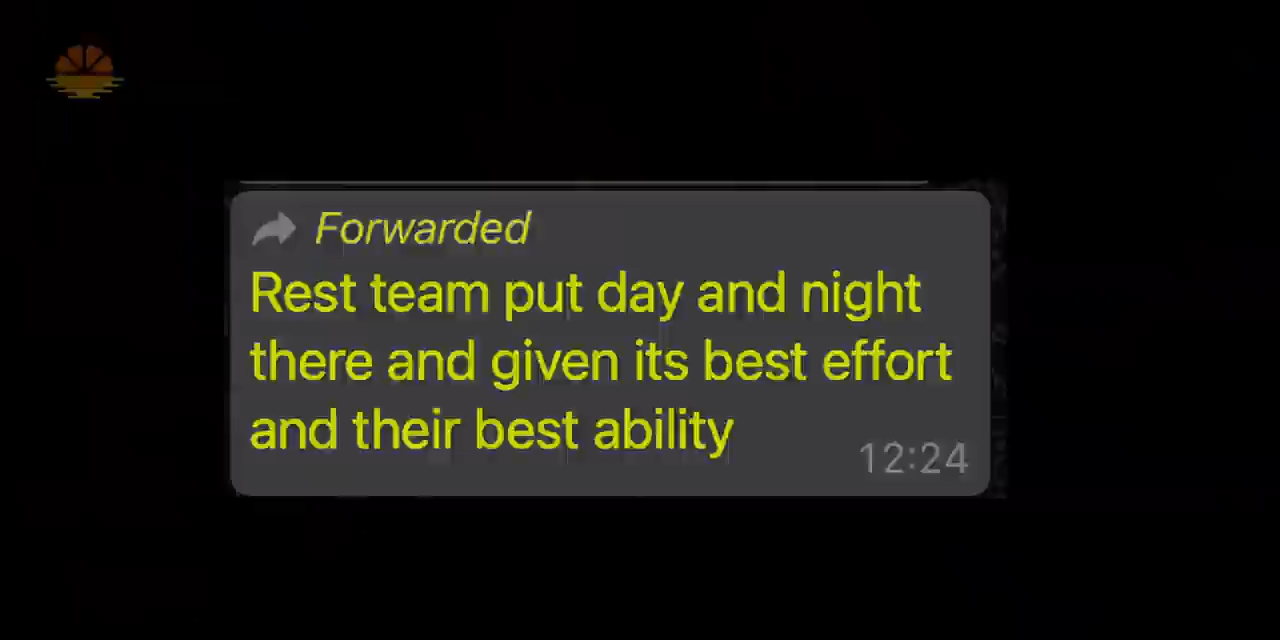 Forwarded
Rest team put day and night
there and given its best effort
and their best ability
12:24